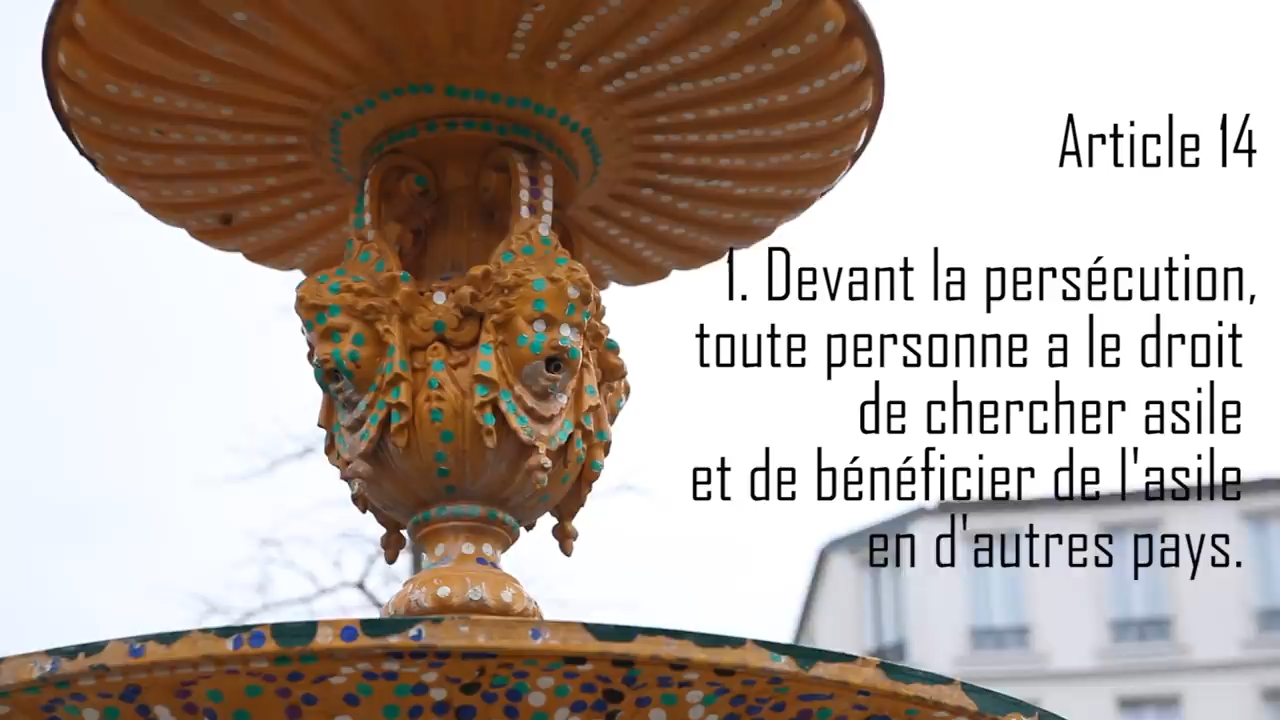 Article 14
1. Devant la persécution,
toute personne a le droit
de chercher asile
et de bénéficier de l'asile
en d'autres pays.